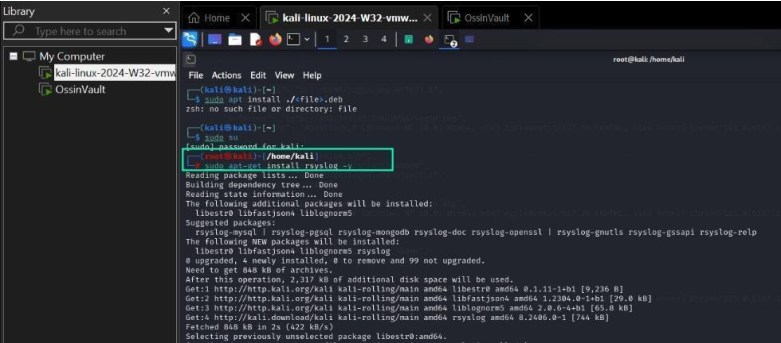 Library
Home
kali-linux-2024-W32-vmw...
OssinVault
Type here to search
1 2 3 4
My Computer
kali-linux-2024-W32-vmw
OssinVault
root@kali: /home/kali
File Actions Edit View Help
(kali㉿kali)-[~]
$ sudo apt install ./<file>.deb
zsh: no such file or directory: file
(kali㉿kali)-[~]
$ sudo su
[sudo] password for kali:
(root㉿kali)-[/home/kali]
# sudo apt-get install rsyslog -y
Reading package lists... Done
Building dependency tree... Done
Reading state information... Done
The following additional packages will be installed:
libestr0 libfastjson4 liblognorm5
Suggested packages:
rsyslog-mysql | rsyslog-pgsql rsyslog-mongodb rsyslog-doc rsyslog-openssl | rsyslog-gnutls rsyslog-gssapi rsyslog-relp
The following NEW packages will be installed:
libestr0 libfastjson4 liblognorm5 rsyslog
0 upgraded, 4 newly installed, 0 to remove and 99 not upgraded.
Need to get 848 kB of archives.
After this operation, 2,317 kB of additional disk space will be used.
Get:1 http://http.kali.org/kali kali-rolling/main amd64 libestr0 amd64 0.1.11-1+b1 [9,236 B]
Get:2 http://http.kali.org/kali kali-rolling/main amd64 libfastjson4 amd64 1.2304.0-1+b1 [29.0 kB]
Get:3 http://http.kali.org/kali kali-rolling/main amd64 liblognorm5 amd64 2.0.6-4+b1 [65.8 kB]
Get:4 http://kali.download/kali kali-rolling/main amd64 rsyslog amd64 8.2406.0-1 [744 kB]
Fetched 848 kB in 2s (422 kB/s)
Selecting previously unselected package libestr0:amd64.